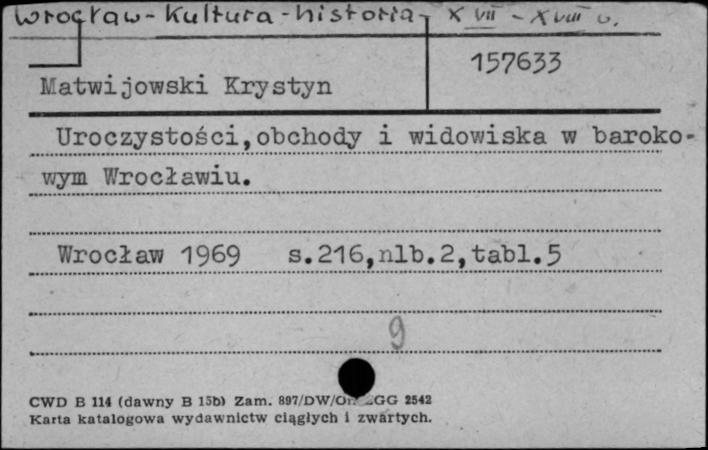 Wrocław - Kultura - historia - XVII - XVIII w.
157633
Matwijowski Krystyn
Uroczystości,obchody i widowiska w baroko-
wym Wrocławiu.
Wrocław 1969 s.216,nlb.2,tabl.5
9
CWD B 114 (dawny B 15b) Zam. 897/DW/ GG 2542
Karta katalogowa wydawnictw ciągłych i zwartych.